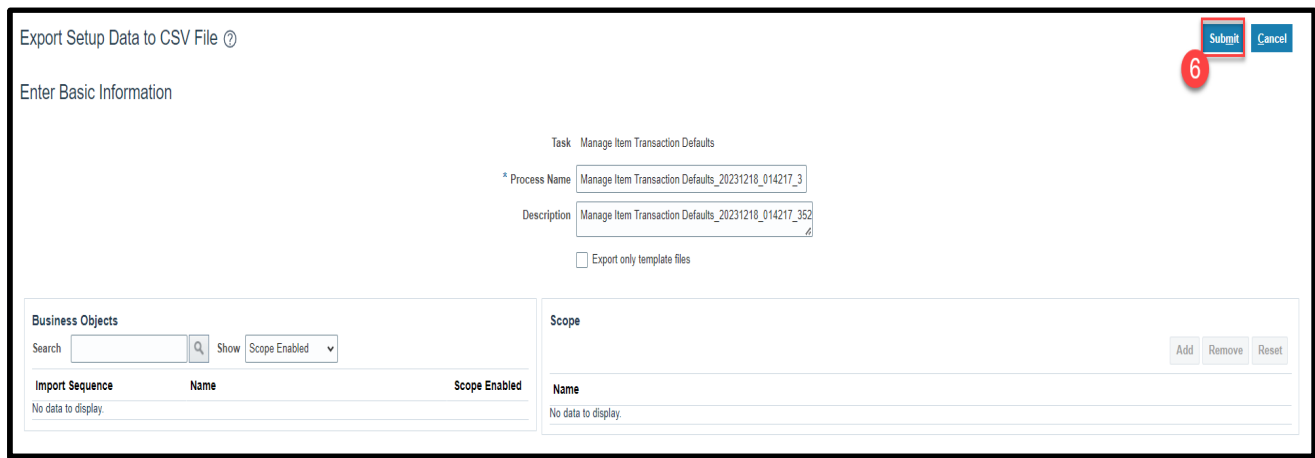 Export Setup Data to CSV File ?
Submit Cancel
6
Enter Basic Information
Task Manage Item Transaction Defaults
* Process Name Manage Item Transaction Defaults_20231218_014217_3
Description Manage Item Transaction Defaults_20231218_014217_352
Export only template files
Business Objects
Search Show Scope Enabled
Import Sequence Name Scope Enabled
No data to display.
Scope
Add Remove Reset
Name
No data to display.